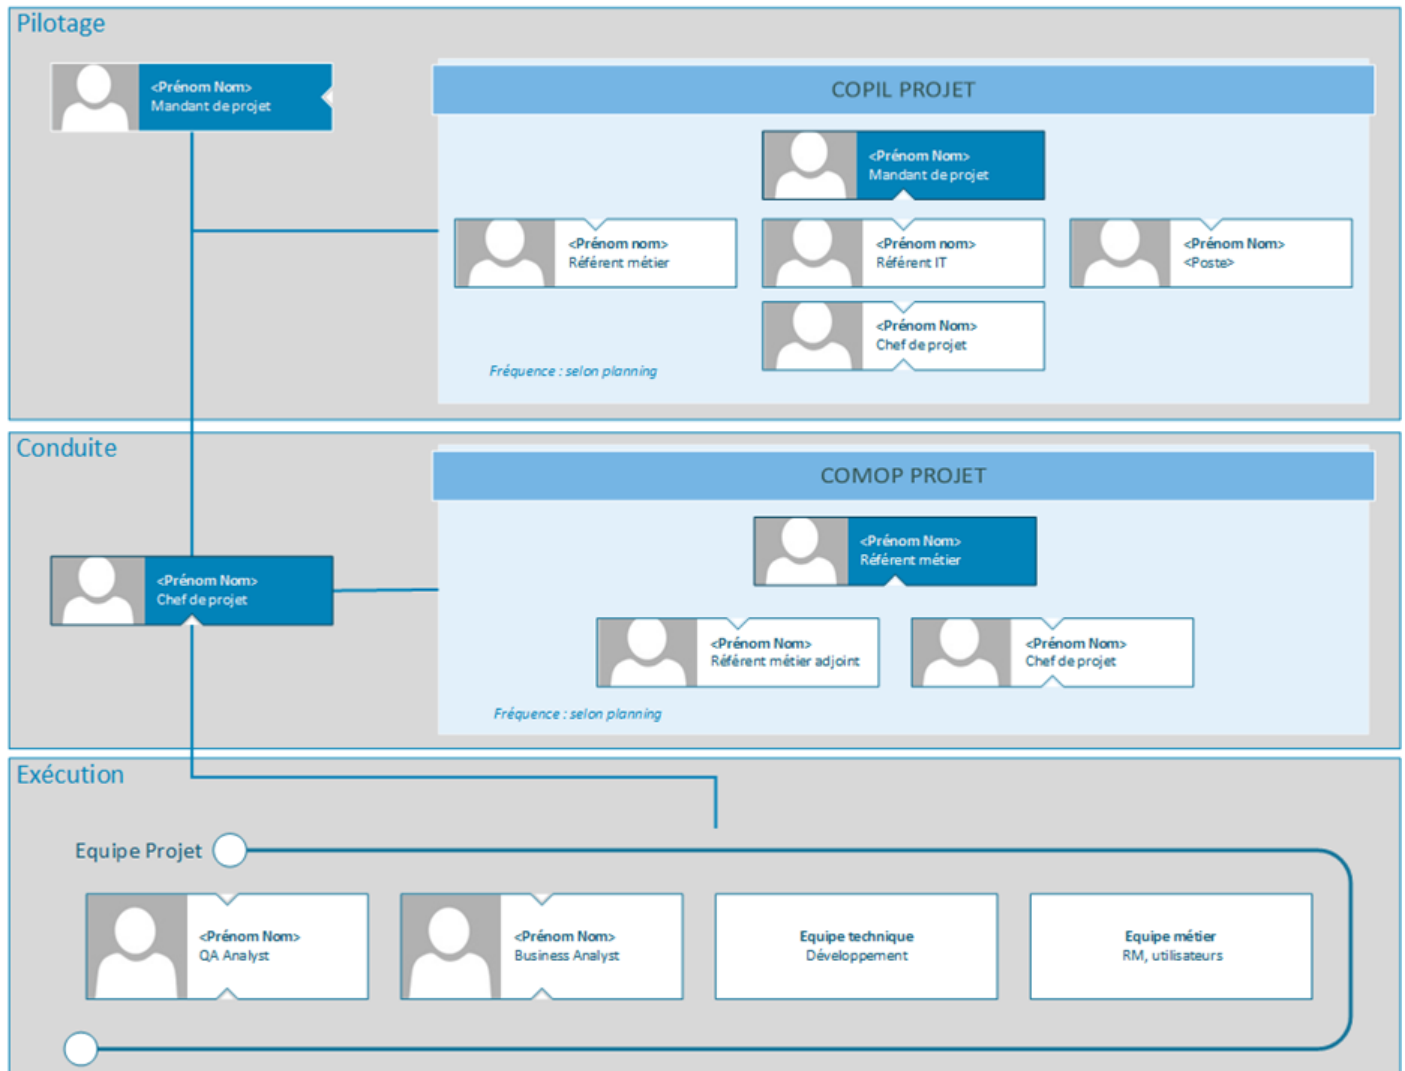 Pilotage
<Prénom Nom>
Mandant de projet
COPIL PROJET
<Prénom Nom>
Mandant de projet
<Prénom nom>
Référent métier
<Prénom nom>
Référent IT
<Prénom Nom>
<Poste>
<Prénom Nom>
Chef de projet
Fréquence : selon planning
Conduite
COMOP PROJET
<Prénom Nom>
Référent métier
<Prénom Nom>
Chef de projet
<Prénom Nom>
Référent métier adjoint
<Prénom Nom>
Chef de projet
Fréquence : selon planning
Exécution
Equipe Projet
<Prénom Nom>
QA Analyst
<Prénom Nom>
Business Analyst
Equipe technique
Développement
Equipe métier
RM, utilisateurs